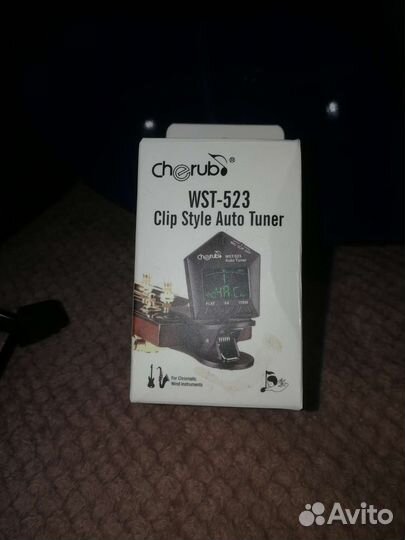 Cherub®
WST-523
Clip Style Auto Tuner
Cherub
WST-523
Auto Tuner
For Chromatic
Wind Instruments
Avito